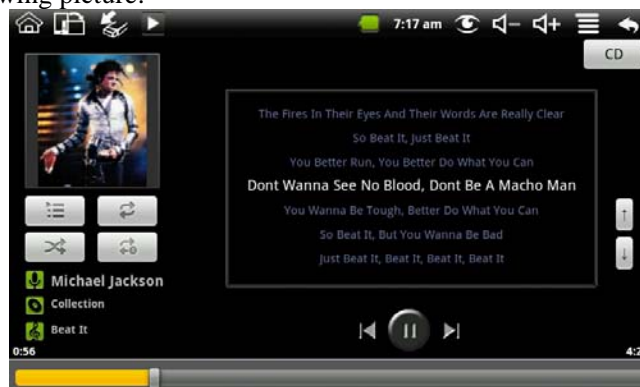 wing picture:
7:17 am
CD
The Fires In Their Eyes And Their Words Are Really Clear
So Beat It, Just Beat It
You Better Run, You Better Do What You Can
Dont Wanna See No Blood, Dont Be A Macho Man
You Wanna Be Tough, Better Do What You Can
So Beat It, But You Wanna Be Bad
Just Beat It, Beat It, Beat It, Beat It
Michael Jackson
Collection
Beat It
0:56